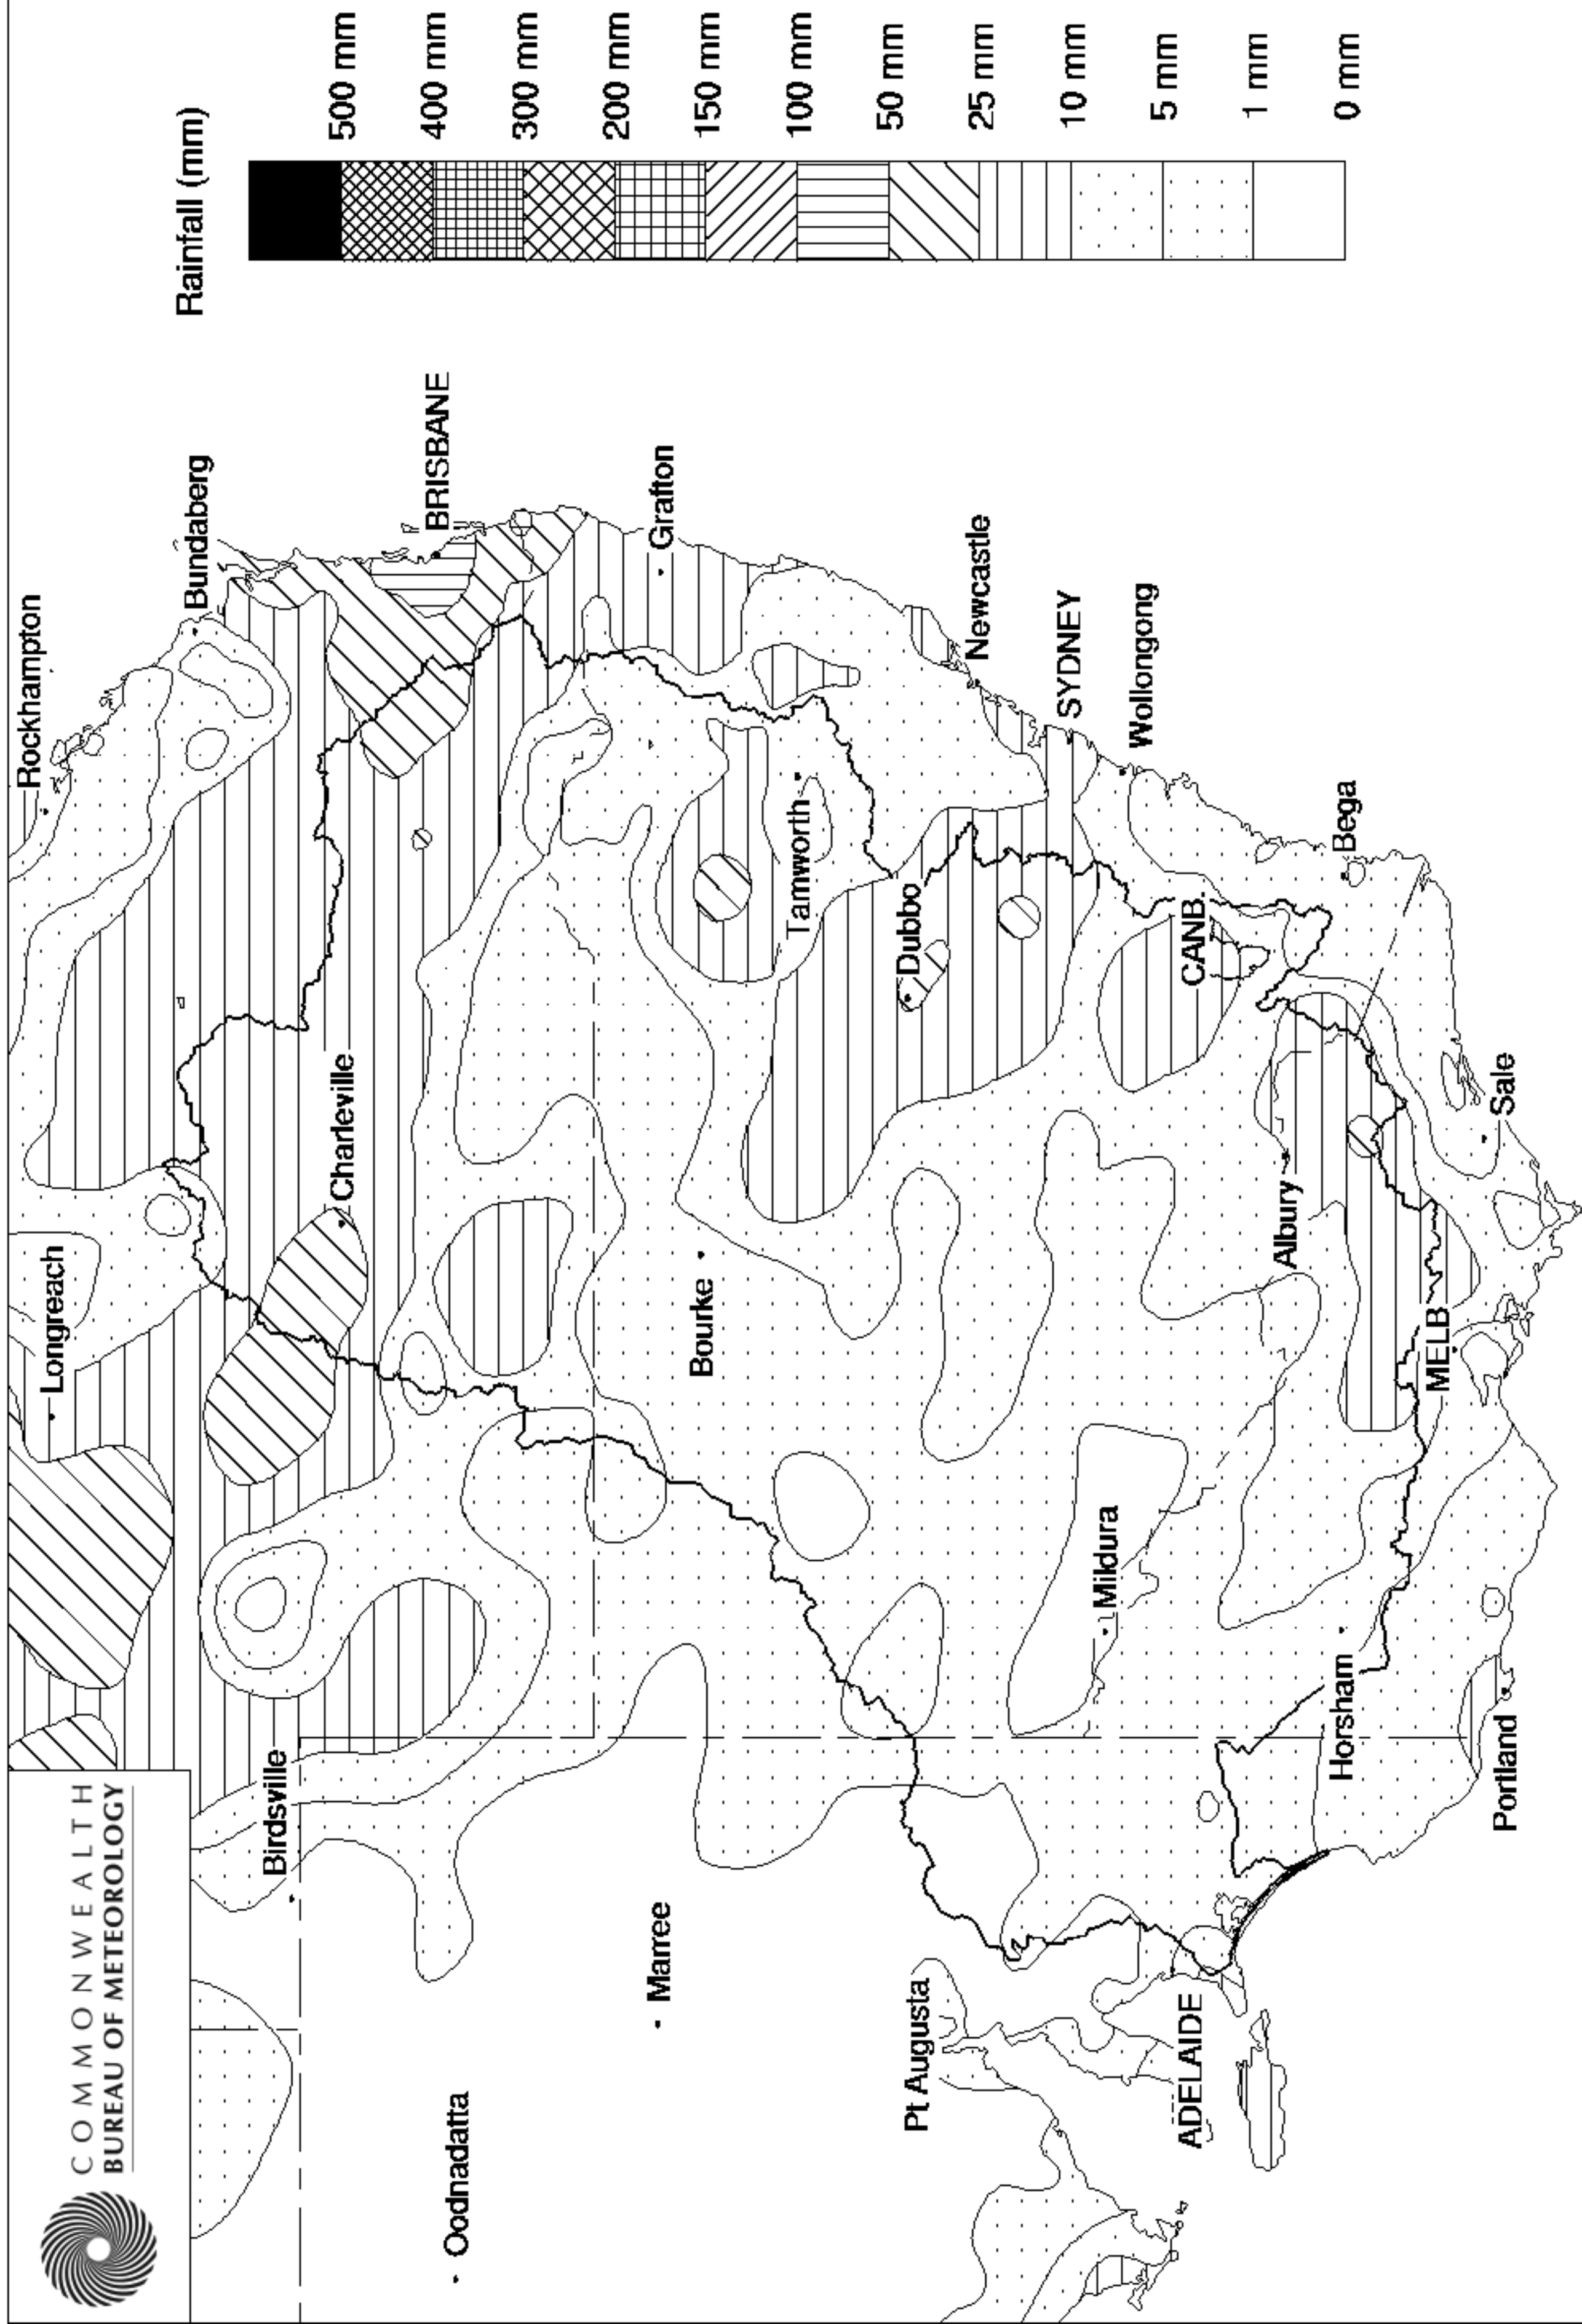 COMMONWEALTH
BUREAU OF METEOROLOGY
Rainfall (mm)
500 mm
400 mm
300 mm
200 mm
150 mm
100 mm
50 mm
25 mm
10 mm
5 mm
1 mm
0 mm
Rockhampton
Longreach
Bundaberg
Birdsville
Charleville
BRISBANE
Oodnadatta
Marree
Bourke
Grafton
Tamworth
Pt Augusta
Dubbo
Newcastle
SYDNEY
Mildura
Wollongong
ADELAIDE
CANB.
Albury
Horsham
Bega
MELB
Portland
Sale